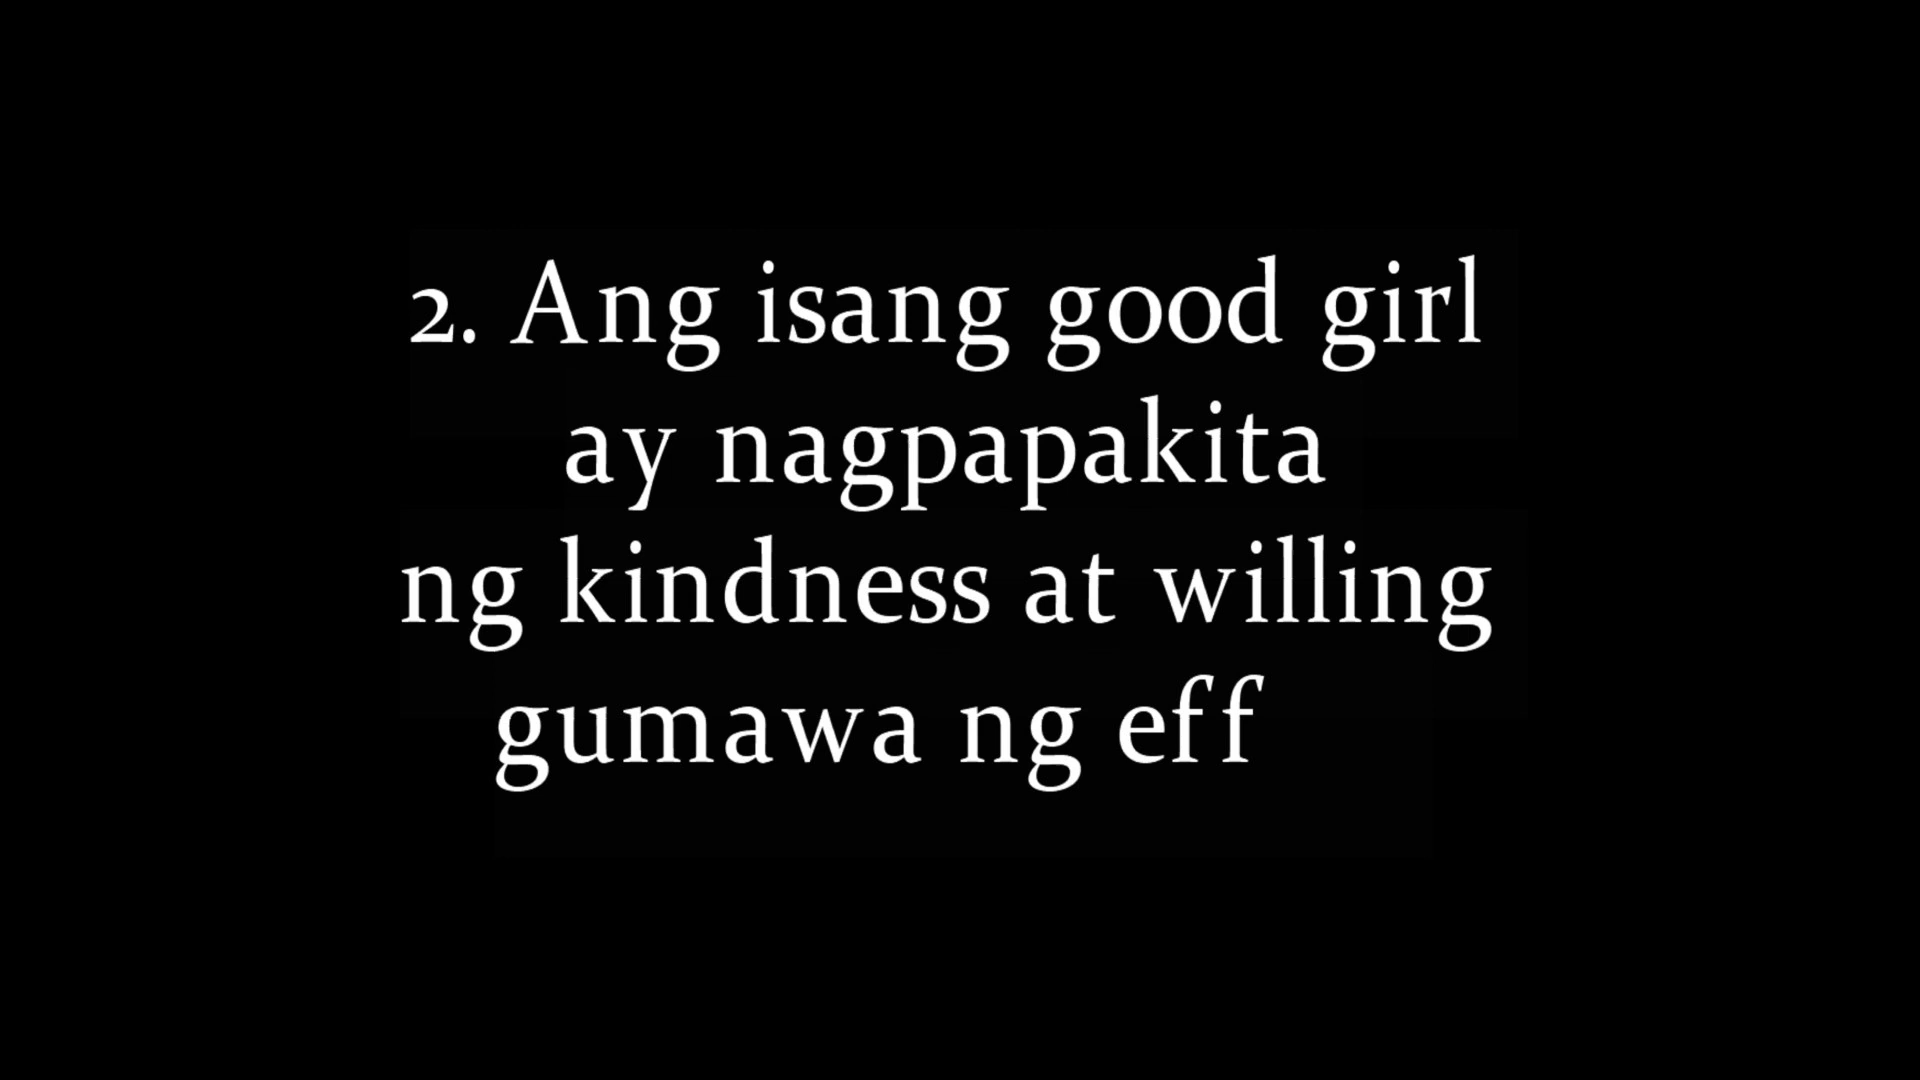 2. Ang isang good girl
ay nagpapakita
ng kindness at willing
gumawa ng eff